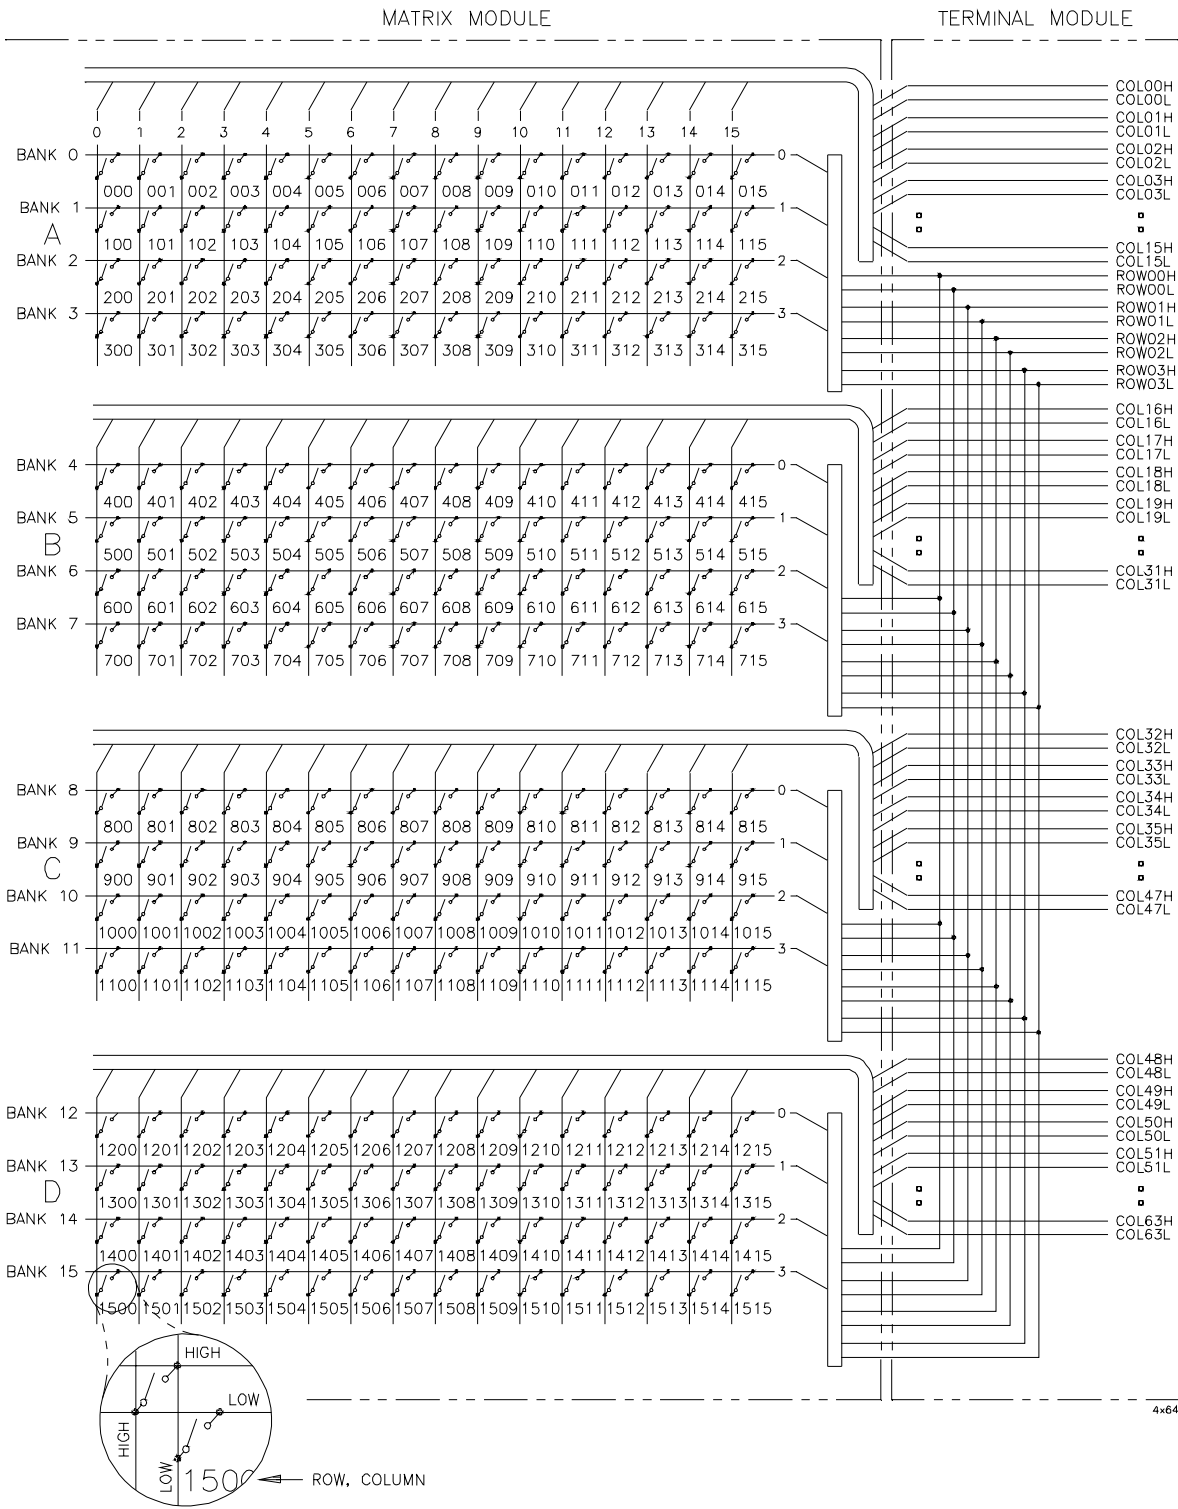 MATRIX MODULE TERMINAL MODULE
COL00H
COL00L
COL01H
COL01L
COL02H
COL02L
COL03H
COL03L
COL15H
COL15L
ROW00H
ROW00L
ROW01H
ROW01L
ROW02H
ROW02L
ROW03H
ROW03L
0 1 2 3 4 5 6 7 8 9 10 11 12 13 14 15
BANK 0 0
000 001 002 003 004 005 006 007 008 009 010 011 012 013 014 015
BANK 1 1
A
100 101 102 103 104 105 106 107 108 109 110 111 112 113 114 115
BANK 2 2
200 201 202 203 204 205 206 207 208 209 210 211 212 213 214 215
BANK 3 3
300 301 302 303 304 305 306 307 308 309 310 311 312 313 314 315
COL16H
COL16L
COL17H
COL17L
COL18H
COL18L
COL19H
COL19L
COL31H
COL31L
BANK 4 0
400 401 402 403 404 405 406 407 408 409 410 411 412 413 414 415
BANK 5 1
B
500 501 502 503 504 505 506 507 508 509 510 511 512 513 514 515
BANK 6 2
600 601 602 603 604 605 606 607 608 609 610 611 612 613 614 615
BANK 7 3
700 701 702 703 704 705 706 707 708 709 710 711 712 713 714 715
COL32H
COL32L
COL33H
COL33L
COL34H
COL34L
COL35H
COL35L
COL47H
COL47L
BANK 8 0
800 801 802 803 804 805 806 807 808 809 810 811 812 813 814 815
BANK 9 1
C
900 901 902 903 904 905 906 907 908 909 910 911 912 913 914 915
BANK 10 2
1000 1001 1002 1003 1004 1005 1006 1007 1008 1009 1010 1011 1012 1013 1014 1015
BANK 11 3
1100 1101 1102 1103 1104 1105 1106 1107 1108 1109 1110 1111 1112 1113 1114 1115
COL48H
COL48L
COL49H
COL49L
COL50H
COL50L
COL51H
COL51L
COL63H
COL63L
BANK 12 0
1200 1201 1202 1203 1204 1205 1206 1207 1208 1209 1210 1211 1212 1213 1214 1215
BANK 13 1
D
1300 1301 1302 1303 1304 1305 1306 1307 1308 1309 1310 1311 1312 1313 1314 1315
BANK 14 2
1400 1401 1402 1403 1404 1405 1406 1407 1408 1409 1410 1411 1412 1413 1414 1415
BANK 15 3
1500 1501 1502 1503 1504 1505 1506 1507 1508 1509 1510 1511 1512 1513 1514 1515
HIGH
LOW
HIGH
LOW
1500
ROW, COLUMN
4x64